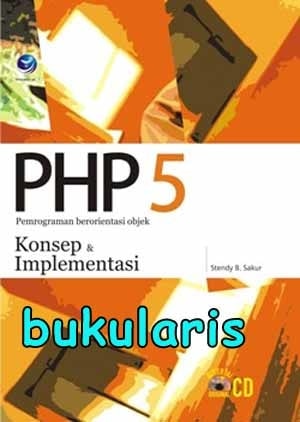 PHP 5
Pemrograman berorientasi objek
Konsep &
Implementasi
Stendy B. Sakur
bukularis
CD